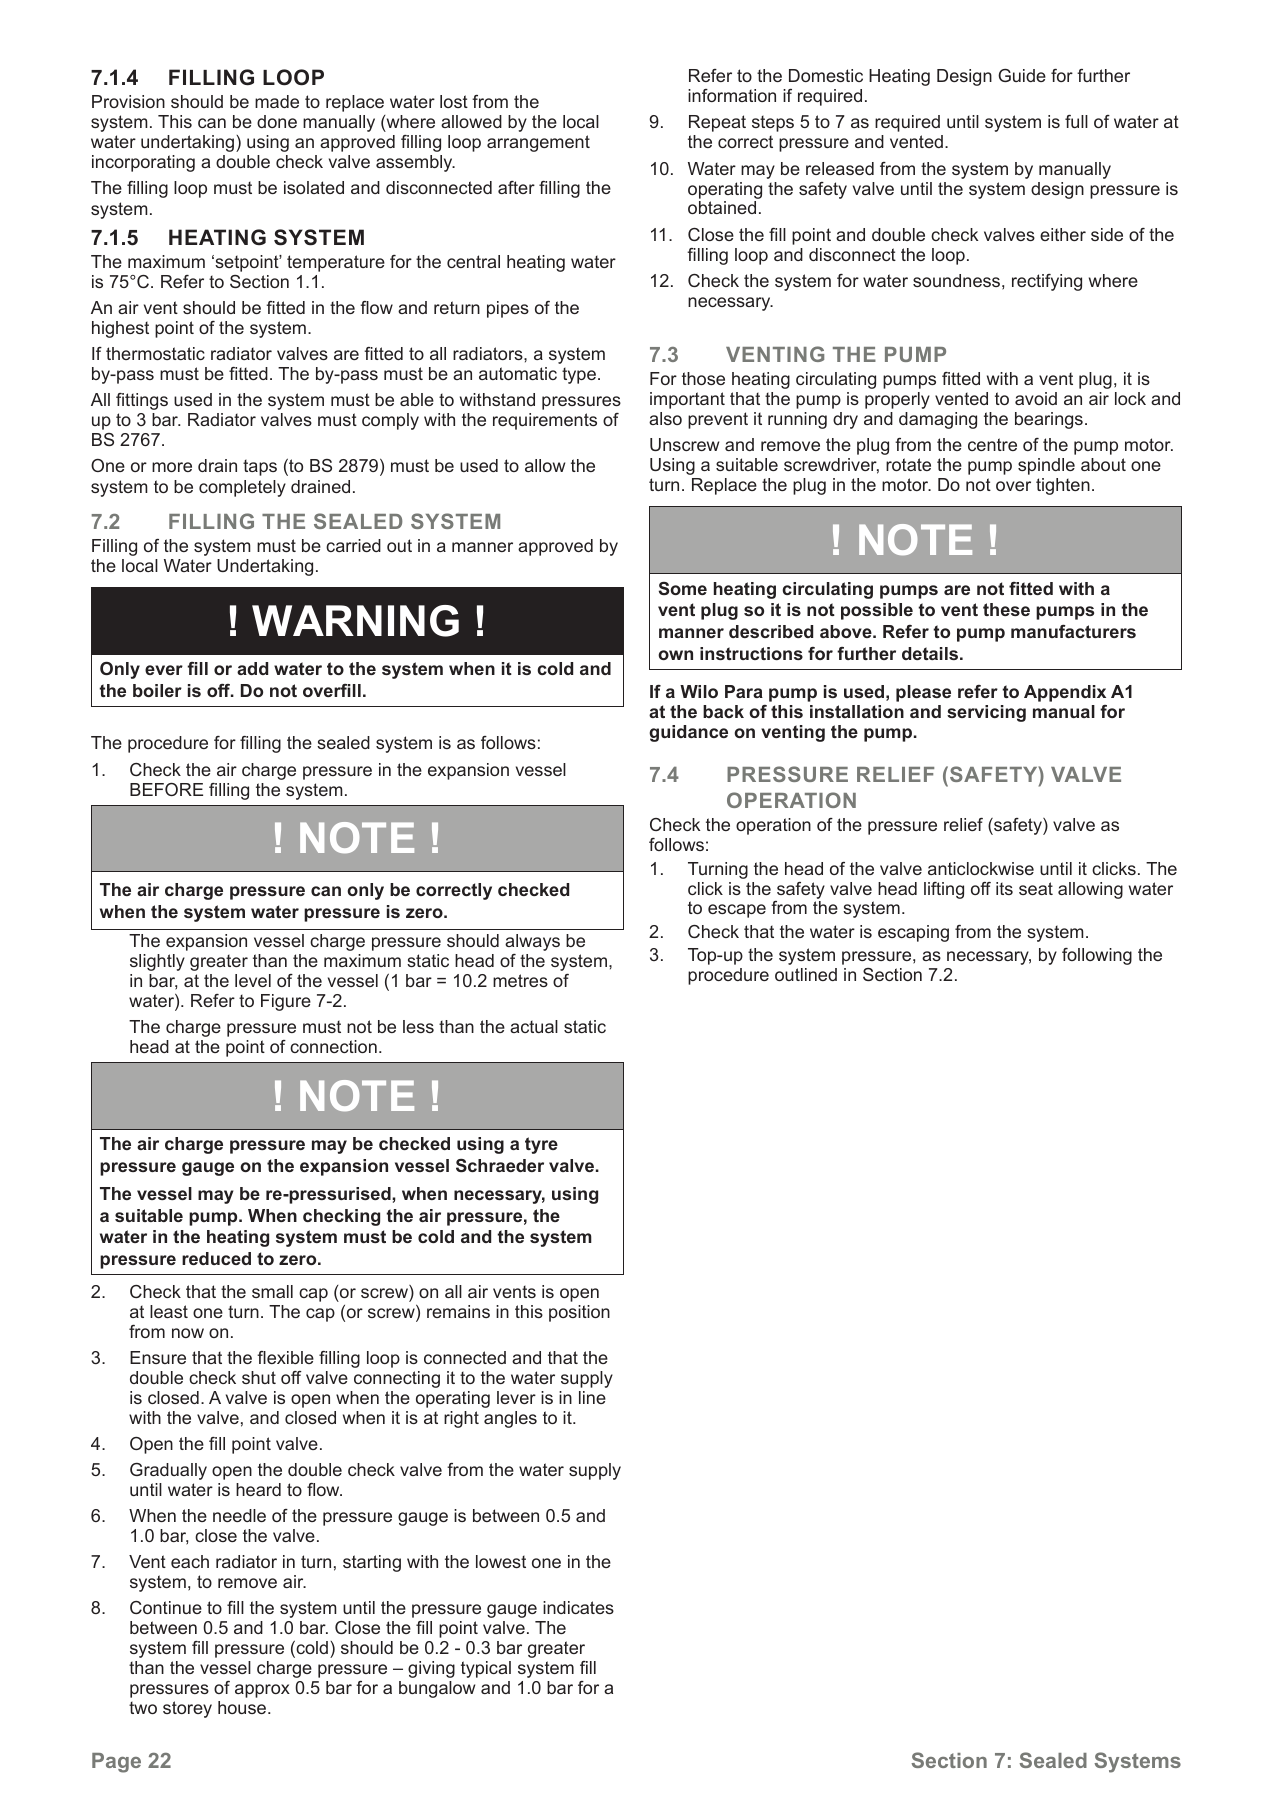 7.1.4 FILLING LOOP
Provision should be made to replace water lost from the
system. This can be done manually (where allowed by the local
water undertaking) using an approved filling loop arrangement
incorporating a double check valve assembly.
The filling loop must be isolated and disconnected after filling the
system.
7.1.5 HEATING SYSTEM
The maximum ‘setpoint’ temperature for the central heating water
is 75°C. Refer to Section 1.1.
An air vent should be fitted in the flow and return pipes of the
highest point of the system.
If thermostatic radiator valves are fitted to all radiators, a system
by-pass must be fitted. The by-pass must be an automatic type.
All fittings used in the system must be able to withstand pressures
up to 3 bar. Radiator valves must comply with the requirements of
BS 2767.
One or more drain taps (to BS 2879) must be used to allow the
system to be completely drained.
7.2 FILLING THE SEALED SYSTEM
Filling of the system must be carried out in a manner approved by
the local Water Undertaking.
! WARNING !
Only ever fill or add water to the system when it is cold and
the boiler is off. Do not overfill.
The procedure for filling the sealed system is as follows:
1. Check the air charge pressure in the expansion vessel
BEFORE filling the system.
! NOTE !
The air charge pressure can only be correctly checked
when the system water pressure is zero.
The expansion vessel charge pressure should always be
slightly greater than the maximum static head of the system,
in bar, at the level of the vessel (1 bar = 10.2 metres of
water). Refer to Figure 7-2.
The charge pressure must not be less than the actual static
head at the point of connection.
! NOTE !
The air charge pressure may be checked using a tyre
pressure gauge on the expansion vessel Schraeder valve.
The vessel may be re-pressurised, when necessary, using
a suitable pump. When checking the air pressure, the
water in the heating system must be cold and the system
pressure reduced to zero.
2. Check that the small cap (or screw) on all air vents is open
at least one turn. The cap (or screw) remains in this position
from now on.
3. Ensure that the flexible filling loop is connected and that the
double check shut off valve connecting it to the water supply
is closed. A valve is open when the operating lever is in line
with the valve, and closed when it is at right angles to it.
4. Open the fill point valve.
5. Gradually open the double check valve from the water supply
until water is heard to flow.
6. When the needle of the pressure gauge is between 0.5 and
1.0 bar, close the valve.
7. Vent each radiator in turn, starting with the lowest one in the
system, to remove air.
8. Continue to fill the system until the pressure gauge indicates
between 0.5 and 1.0 bar. Close the fill point valve. The
system fill pressure (cold) should be 0.2 - 0.3 bar greater
than the vessel charge pressure – giving typical system fill
pressures of approx 0.5 bar for a bungalow and 1.0 bar for a
two storey house.
Refer to the Domestic Heating Design Guide for further
information if required.
9. Repeat steps 5 to 7 as required until system is full of water at
the correct pressure and vented.
10. Water may be released from the system by manually
operating the safety valve until the system design pressure is
obtained.
11. Close the fill point and double check valves either side of the
filling loop and disconnect the loop.
12. Check the system for water soundness, rectifying where
necessary.
7.3 VENTING THE PUMP
For those heating circulating pumps fitted with a vent plug, it is
important that the pump is properly vented to avoid an air lock and
also prevent it running dry and damaging the bearings.
Unscrew and remove the plug from the centre of the pump motor.
Using a suitable screwdriver, rotate the pump spindle about one
turn. Replace the plug in the motor. Do not over tighten.
! NOTE !
Some heating circulating pumps are not fitted with a
vent plug so it is not possible to vent these pumps in the
manner described above. Refer to pump manufacturers
own instructions for further details.
If a Wilo Para pump is used, please refer to Appendix A1
at the back of this installation and servicing manual for
guidance on venting the pump.
7.4 PRESSURE RELIEF (SAFETY) VALVE
OPERATION
Check the operation of the pressure relief (safety) valve as
follows:
1. Turning the head of the valve anticlockwise until it clicks. The
click is the safety valve head lifting off its seat allowing water
to escape from the system.
2. Check that the water is escaping from the system.
3. Top-up the system pressure, as necessary, by following the
procedure outlined in Section 7.2.
Page 22
Section 7: Sealed Systems